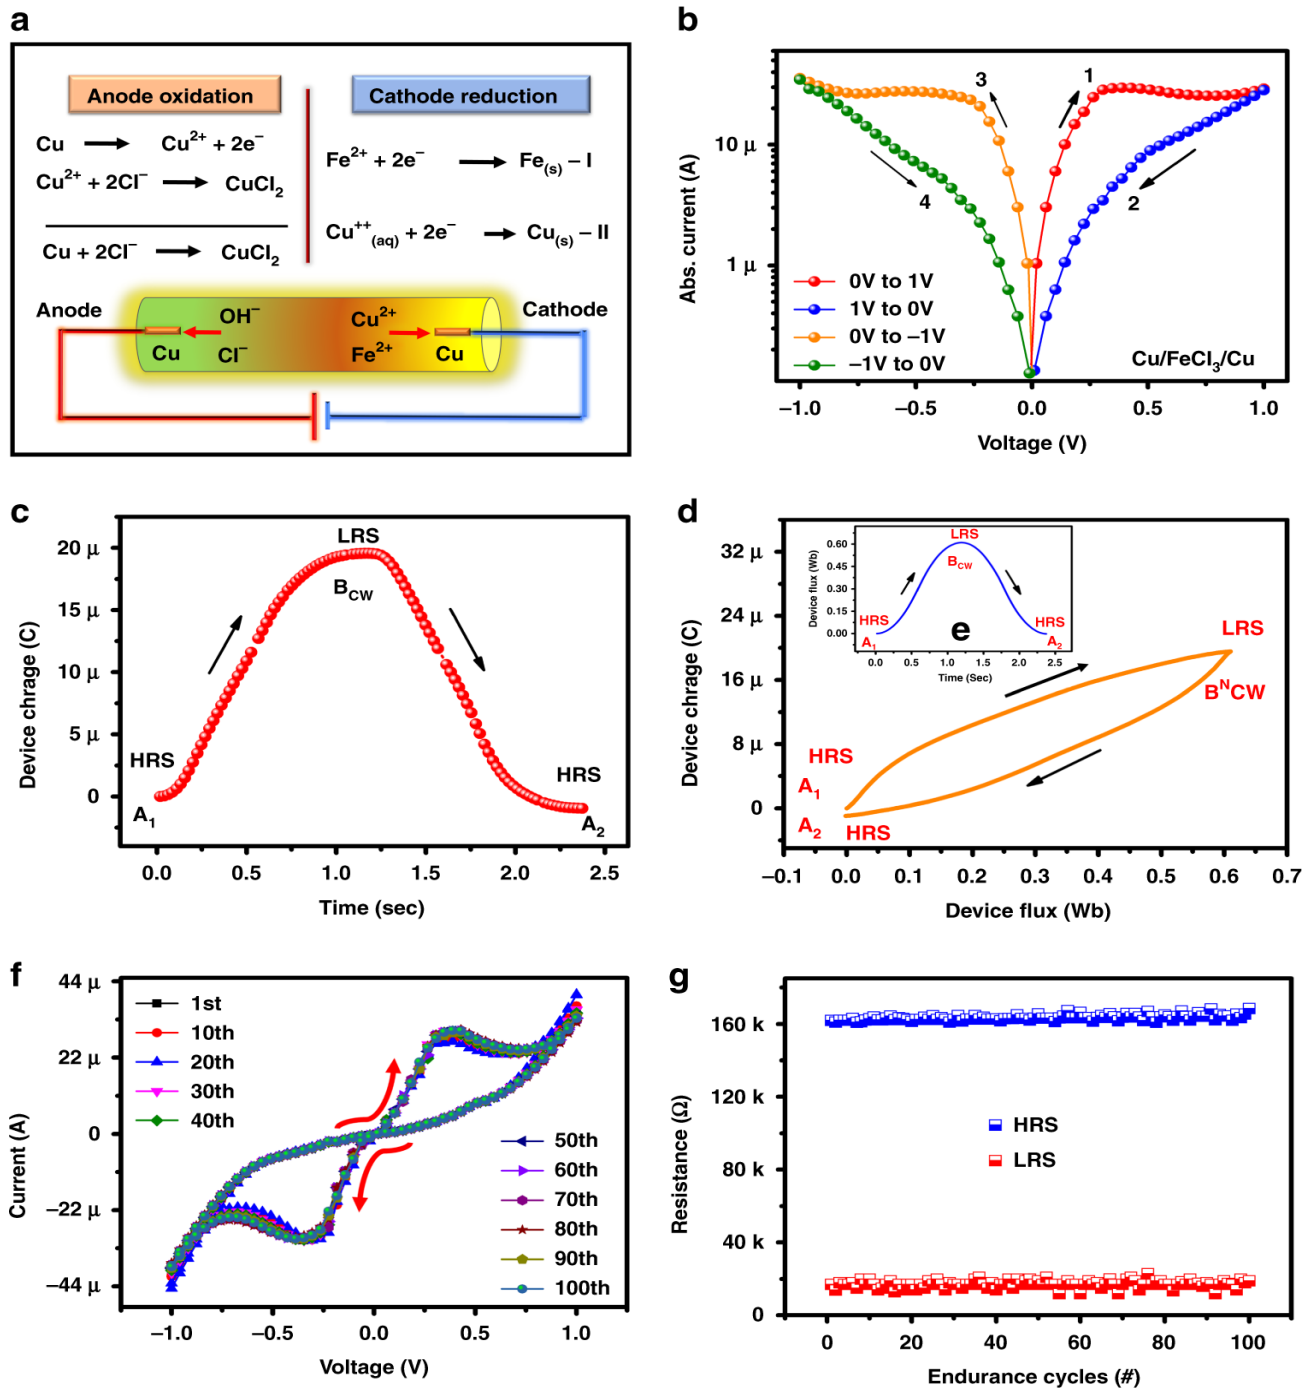 a
Anode oxidation
Cathode reduction
Cu → Cu²⁺ + 2e⁻
Cu²⁺ + 2Cl⁻ → CuCl₂
Cu + 2Cl⁻ → CuCl₂
Fe²⁺ + 2e⁻ → Fe₍s₎ – I
Cu⁺⁺₍aq₎ + 2e⁻ → Cu₍s₎ – II
Anode
Cathode
OH⁻
Cu²⁺
Cu
Cl⁻
Fe²⁺
Cu
b
Abs. current (A)
10 μ
1 μ
3
1
4
2
0V to 1V
1V to 0V
0V to –1V
–1V to 0V
Cu/FeCl₃/Cu
–1.0
–0.5
0.0
0.5
1.0
Voltage (V)
c
Device chrage (C)
20 μ
15 μ
10 μ
5 μ
0
LRS
B_CW
HRS
A₁
HRS
A₂
0.0
0.5
1.0
1.5
2.0
2.5
Time (sec)
d
Device chrage (C)
32 μ
24 μ
16 μ
8 μ
0
LRS
BᴺCW
HRS
A₁
A₂
HRS
–0.1
0.0
0.1
0.2
0.3
0.4
0.5
0.6
0.7
Device flux (Wb)
Device flux (Wb)
0.60
0.45
0.30
0.15
0.00
LRS
B_CW
HRS
A₁
e
HRS
A₂
0.0
0.5
1.0
1.5
2.0
2.5
Time (Sec)
f
Current (A)
44 μ
22 μ
0
–22 μ
–44 μ
1st
10th
20th
30th
40th
50th
60th
70th
80th
90th
100th
–1.0
–0.5
0.0
0.5
1.0
Voltage (V)
g
Resistance (Ω)
160 k
120 k
80 k
40 k
0
HRS
LRS
0
20
40
60
80
100
Endurance cycles (#)